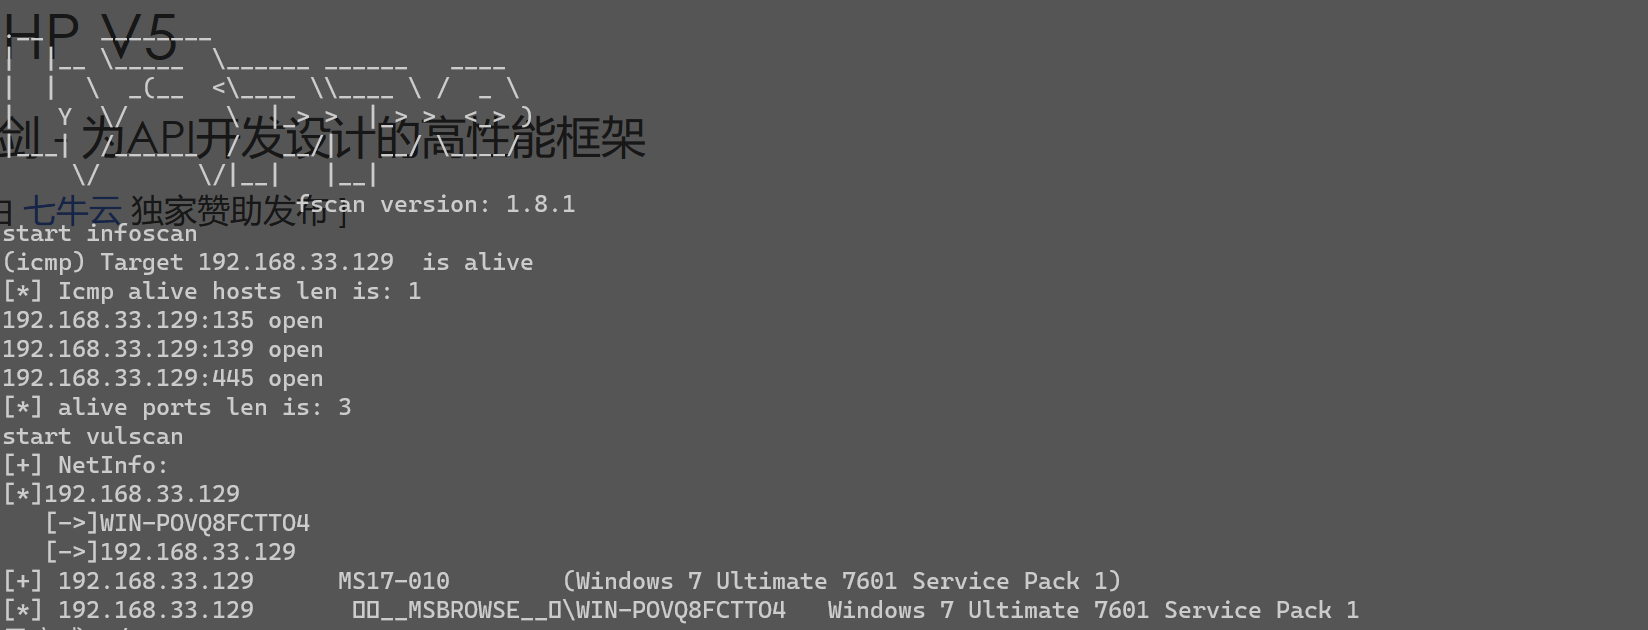 HP V5
剑 - 为API开发设计的高性能框架
七牛云 独家赞助发布 ]
fscan version: 1.8.1
start infoscan
(icmp) Target 192.168.33.129  is alive
[*] Icmp alive hosts len is: 1
192.168.33.129:135 open
192.168.33.129:139 open
192.168.33.129:445 open
[*] alive ports len is: 3
start vulscan
[+] NetInfo:
[*]192.168.33.129
   [->]WIN-POVQ8FCTTO4
   [->]192.168.33.129
[+] 192.168.33.129      MS17-010        (Windows 7 Ultimate 7601 Service Pack 1)
[*] 192.168.33.129       __MSBROWSE__\WIN-POVQ8FCTTO4   Windows 7 Ultimate 7601 Service Pack 1